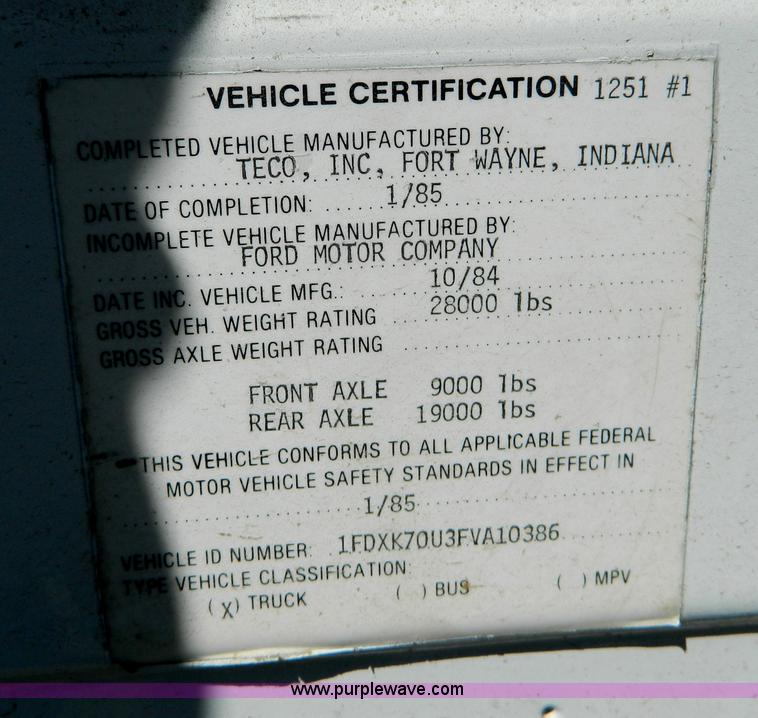 VEHICLE CERTIFICATION 1251 #1
COMPLETED VEHICLE MANUFACTURED BY:
TECO, INC, FORT WAYNE, INDIANA
DATE OF COMPLETION: 1/85
INCOMPLETE VEHICLE MANUFACTURED BY:
FORD MOTOR COMPANY
DATE INC. VEHICLE MFG.: 10/84
GROSS VEH. WEIGHT RATING 28000 lbs
GROSS AXLE WEIGHT RATING
FRONT AXLE 9000 lbs
REAR AXLE 19000 lbs
THIS VEHICLE CONFORMS TO ALL APPLICABLE FEDERAL
MOTOR VEHICLE SAFETY STANDARDS IN EFFECT IN
1/85
VEHICLE ID NUMBER: 1FDXK70U3FVA10386
TYPE VEHICLE CLASSIFICATION:
(X) TRUCK ( ) BUS ( ) MPV
www.purplewave.com